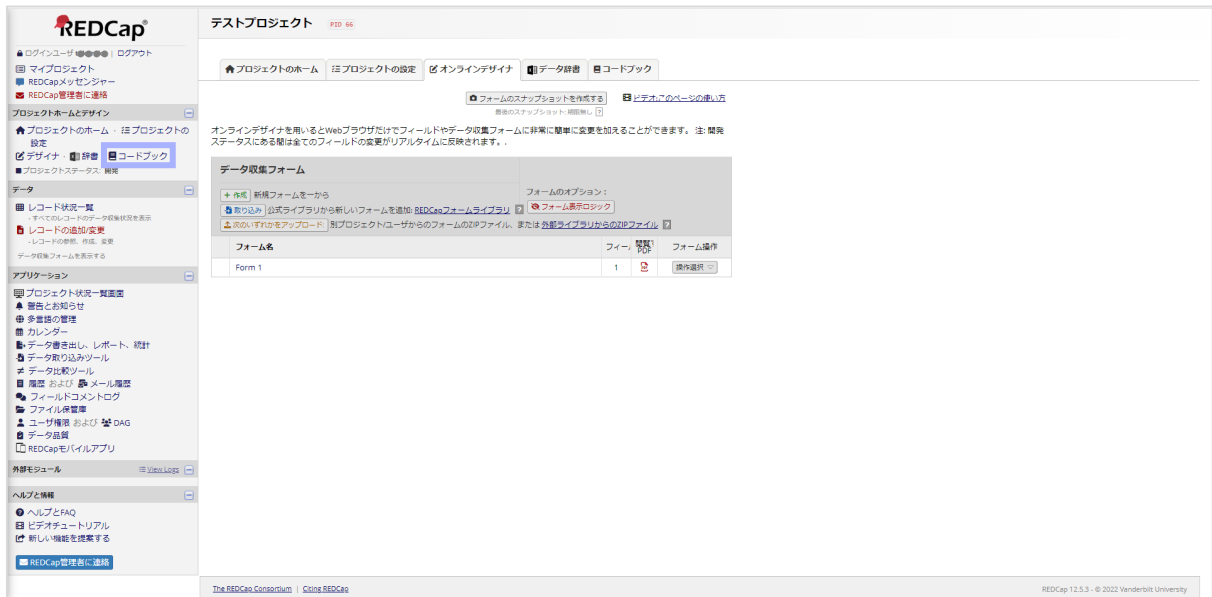 REDCap
ログインユーザ | ログアウト
マイプロジェクト
REDCapメッセンジャー
REDCap管理者に連絡
プロジェクトホームとデザイン
プロジェクトのホーム · プロジェクトの設定
デザイナ · 辞書 コードブック
プロジェクトステータス: 開発
データ
レコード状況一覧
- すべてのレコードのデータ収集状況を表示
レコードの追加/変更
- レコードの参照、作成、変更
データ収集フォームを表示する
アプリケーション
プロジェクト状況一覧画面
警告とお知らせ
多言語の管理
カレンダー
データ書き出し、レポート、統計
データ取り込みツール
データ比較ツール
履歴 および メール履歴
フィールドコメントログ
ファイル保管庫
ユーザ権限 および DAG
データ品質
REDCapモバイルアプリ
外部モジュール View Logs
ヘルプと情報
ヘルプとFAQ
ビデオチュートリアル
新しい機能を提案する
REDCap管理者に連絡
テストプロジェクト PID 66
プロジェクトのホーム プロジェクトの設定 オンラインデザイナ データ辞書 コードブック
フォームのスナップショットを作成する ビデオ:このページの使い方
最後のスナップショット: 期限無し ?
オンラインデザイナを用いるとWebブラウザだけでフィールドやデータ収集フォームに非常に簡単に変更を加えることができます。 注: 開発
ステータスにある間は全てのフィールドの変更がリアルタイムに反映されます。.
データ収集フォーム
+ 作成 新規フォームを一から
取り込み 公式ライブラリから新しいフォームを追加: REDCapフォームライブラリ ?
次のいずれかをアップロード: 別プロジェクト/ユーザからのフォームのZIPファイル、または 外部ライブラリからのZIPファイル ?
フォームのオプション:
フォーム表示ロジック
フォーム名 フィー 閲覧 PDF フォーム操作
Form 1 1 操作選択
The REDCap Consortium | Citing REDCap
REDCap 12.5.3 - © 2022 Vanderbilt University